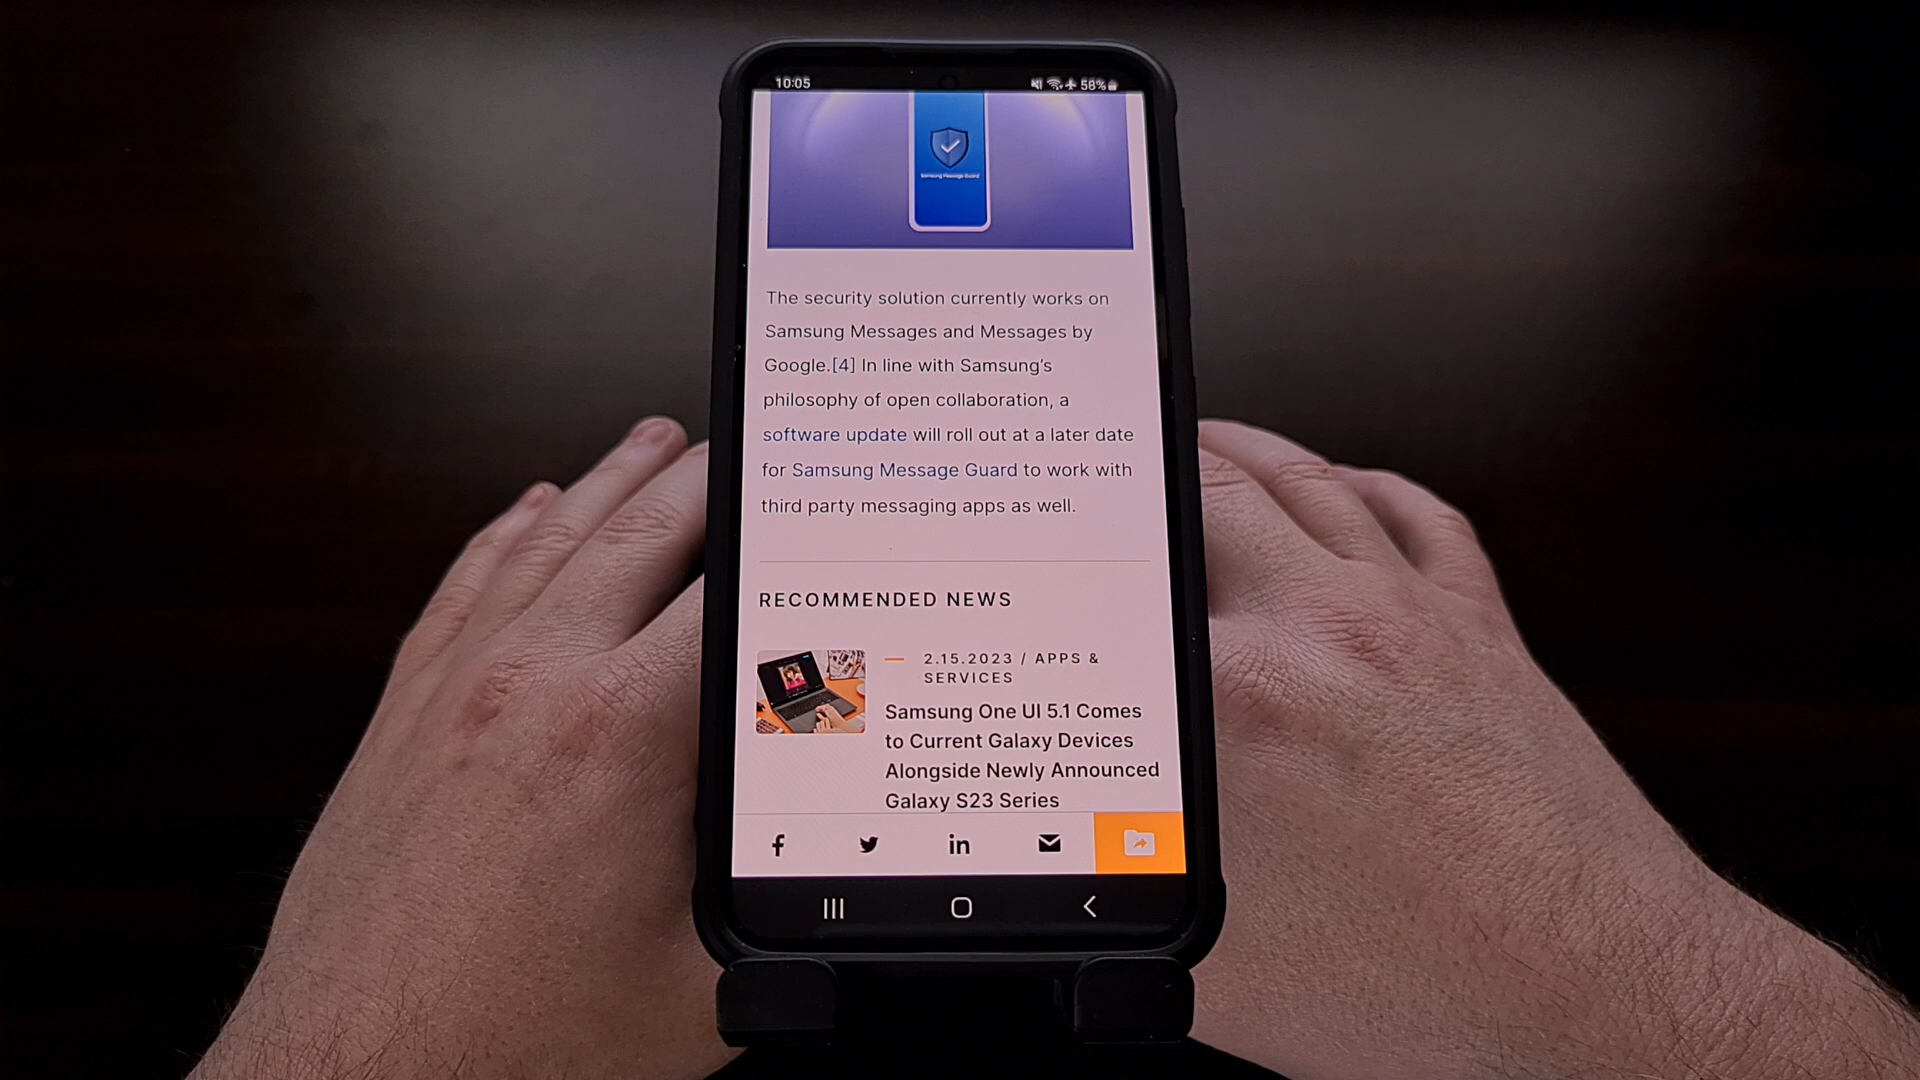 10:05
58%
Samsung Message Guard
The security solution currently works on
Samsung Messages and Messages by
Google.[4] In line with Samsung’s
philosophy of open collaboration, a
software update will roll out at a later date
for Samsung Message Guard to work with
third party messaging apps as well.
RECOMMENDED NEWS
2.15.2023 / APPS &
SERVICES
Samsung One UI 5.1 Comes
to Current Galaxy Devices
Alongside Newly Announced
Galaxy S23 Series
f
in